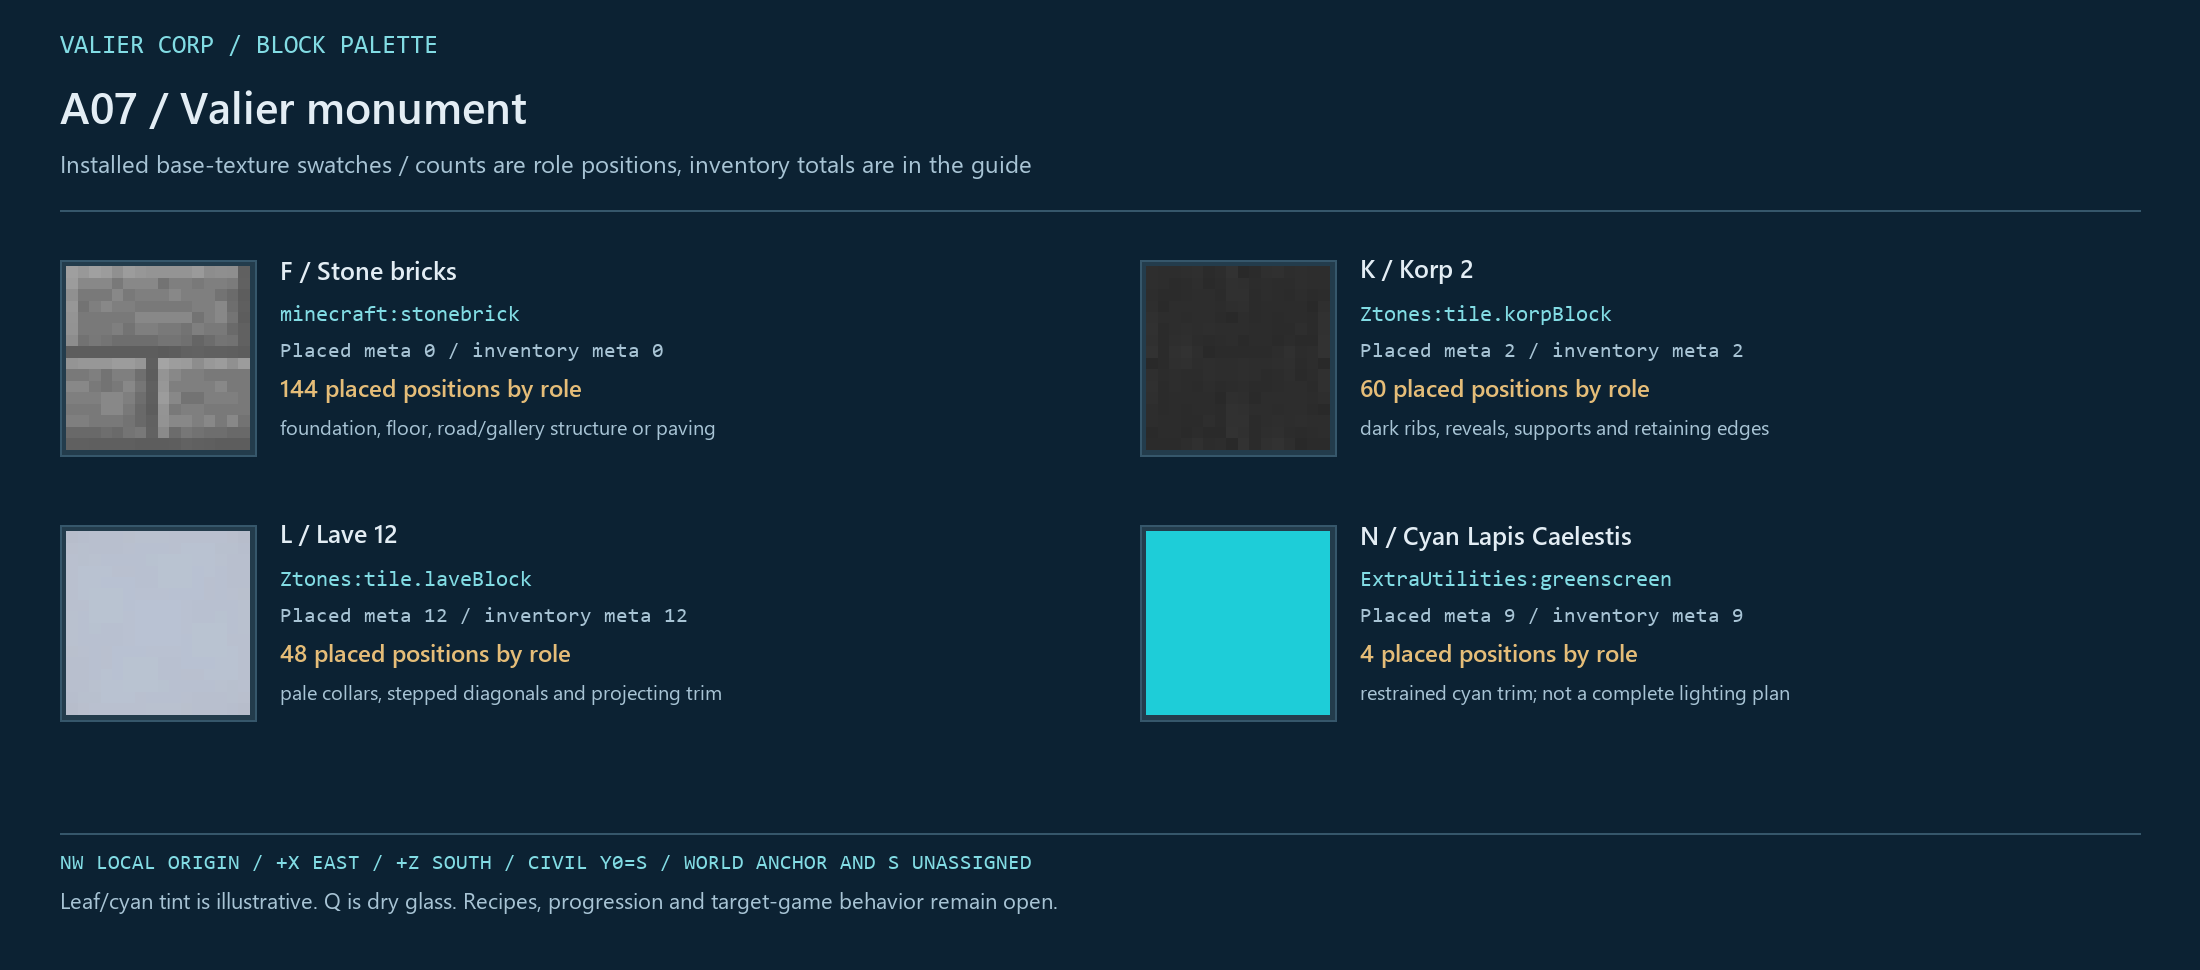 VALIER CORP / BLOCK PALETTE
A07 / Valier monument
Installed base-texture swatches / counts are role positions, inventory totals are in the guide
F / Stone bricks
minecraft:stonebrick
Placed meta 0 / inventory meta 0
144 placed positions by role
foundation, floor, road/gallery structure or paving
K / Korp 2
Ztones:tile.korpBlock
Placed meta 2 / inventory meta 2
60 placed positions by role
dark ribs, reveals, supports and retaining edges
L / Lave 12
Ztones:tile.laveBlock
Placed meta 12 / inventory meta 12
48 placed positions by role
pale collars, stepped diagonals and projecting trim
N / Cyan Lapis Caelestis
ExtraUtilities:greenscreen
Placed meta 9 / inventory meta 9
4 placed positions by role
restrained cyan trim; not a complete lighting plan
NW LOCAL ORIGIN / +X EAST / +Z SOUTH / CIVIL Y0=S / WORLD ANCHOR AND S UNASSIGNED
Leaf/cyan tint is illustrative. Q is dry glass. Recipes, progression and target-game behavior remain open.